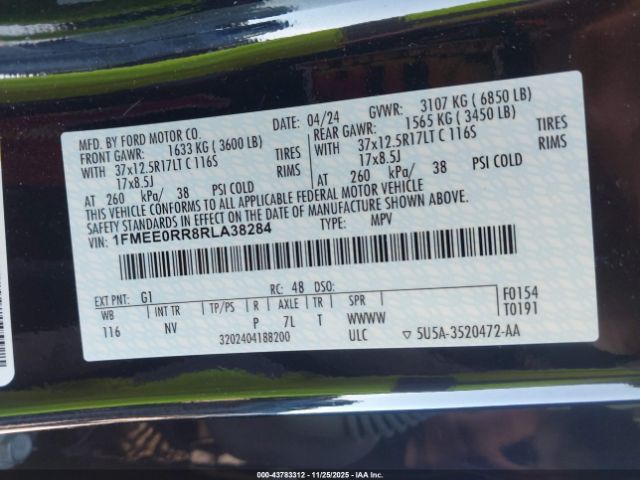 MFD. BY FORD MOTOR CO.
DATE: 04/24 GVWR: 3107 KG ( 6850 LB)
FRONT GAWR: 1633 KG ( 3600 LB)
REAR GAWR: 1565 KG ( 3450 LB)
WITH 37x12.5R17LT C 116S TIRES
WITH 37x12.5R17LT C 116S TIRES
17x8.5J RIMS
17x8.5J RIMS
AT 260 kPa/ 38 PSI COLD
AT 260 kPa/ 38 PSI COLD
THIS VEHICLE CONFORMS TO ALL APPLICABLE FEDERAL MOTOR VEHICLE
SAFETY STANDARDS IN EFFECT ON THE DATE OF MANUFACTURE SHOWN ABOVE.
VIN: 1FMEE0RR8RLA38284 TYPE: MPV
EXT PNT: G1 RC: 48 DSO:
WB INT TR TP/PS R AXLE TR SPR
116 NV P 7L T WWWW
F0154
T0191
3202404188200 ULC ▽ 5U5A-3520472-AA
000-43783312 - 11/25/2025 - IAA Inc.